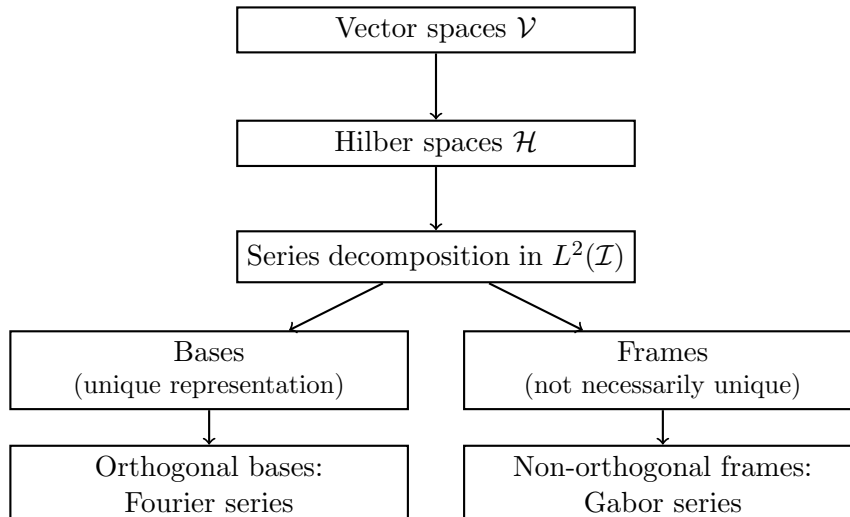 Vector spaces 𝒱
Hilber spaces ℋ
Series decomposition in L²(ℐ)
Bases
(unique representation)
Frames
(not necessarily unique)
Orthogonal bases:
Fourier series
Non-orthogonal frames:
Gabor series